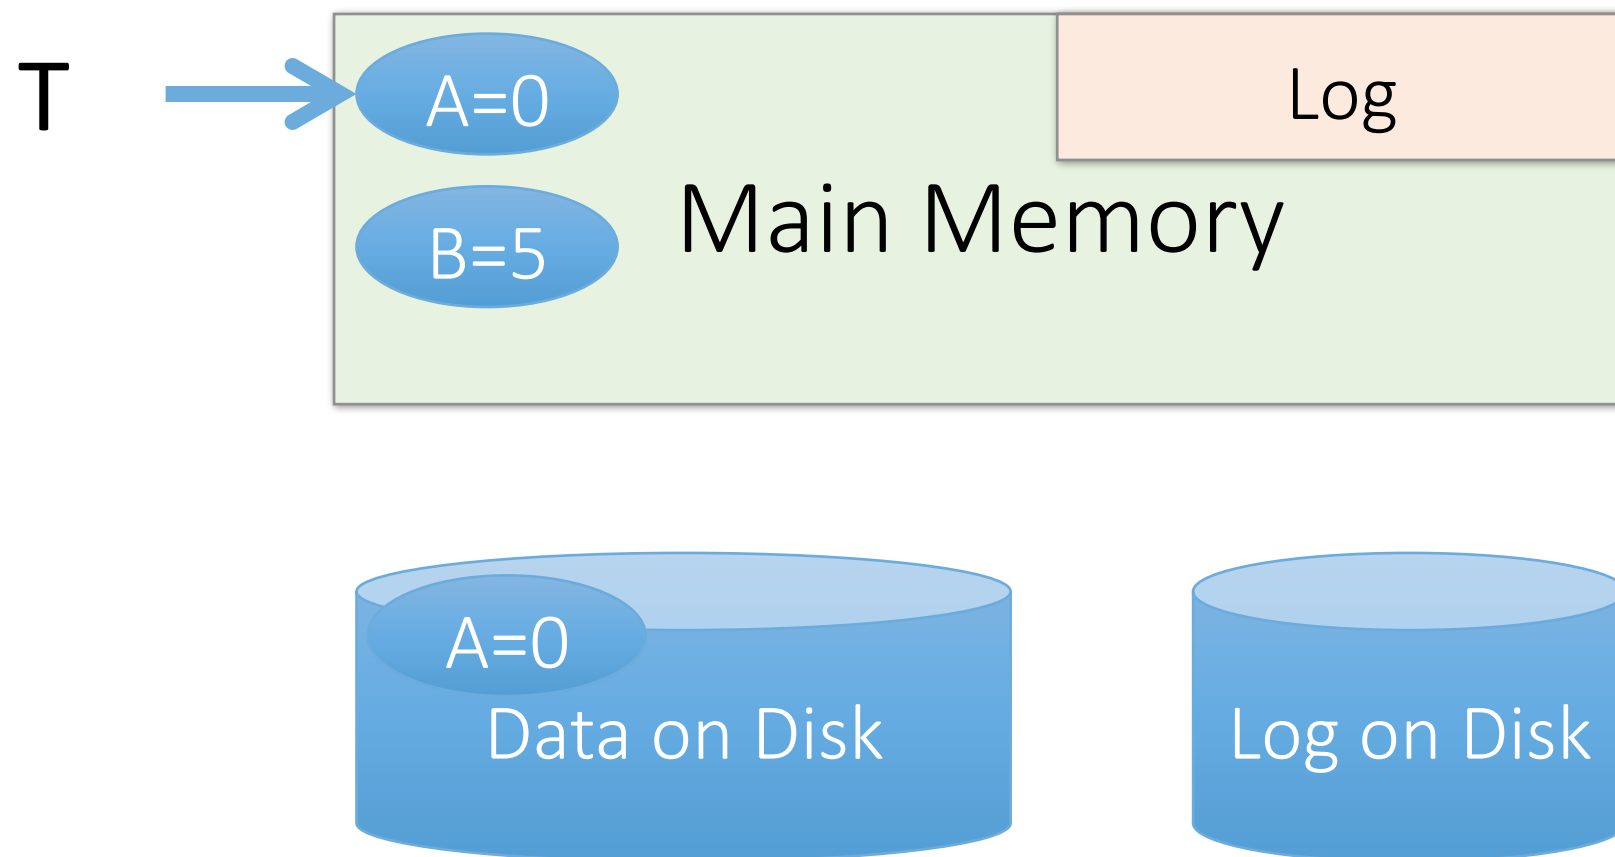 T
A=0
Log
B=5
Main Memory
A=0
Data on Disk
Log on Disk